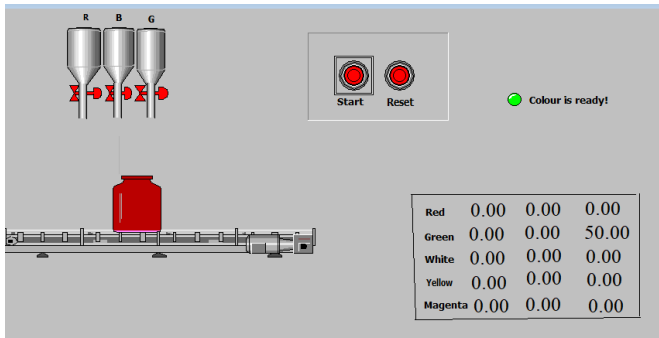 R B G
Start Reset
Colour is ready!
Red 0.00 0.00 0.00
Green 0.00 0.00 50.00
White 0.00 0.00 0.00
Yellow 0.00 0.00 0.00
Magenta 0.00 0.00 0.00